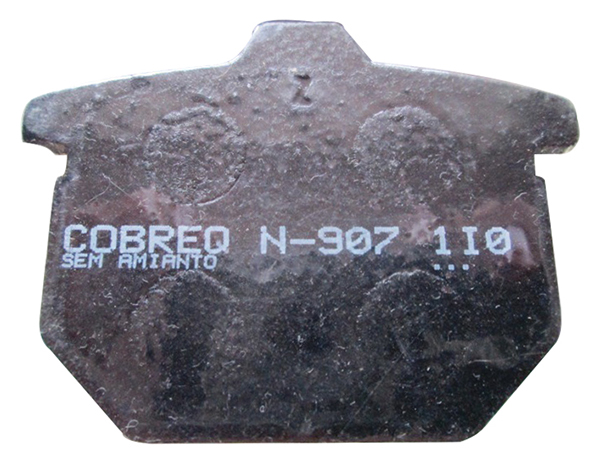 Z
COBREQ N-907 1I0
SEM AMIANTO ...